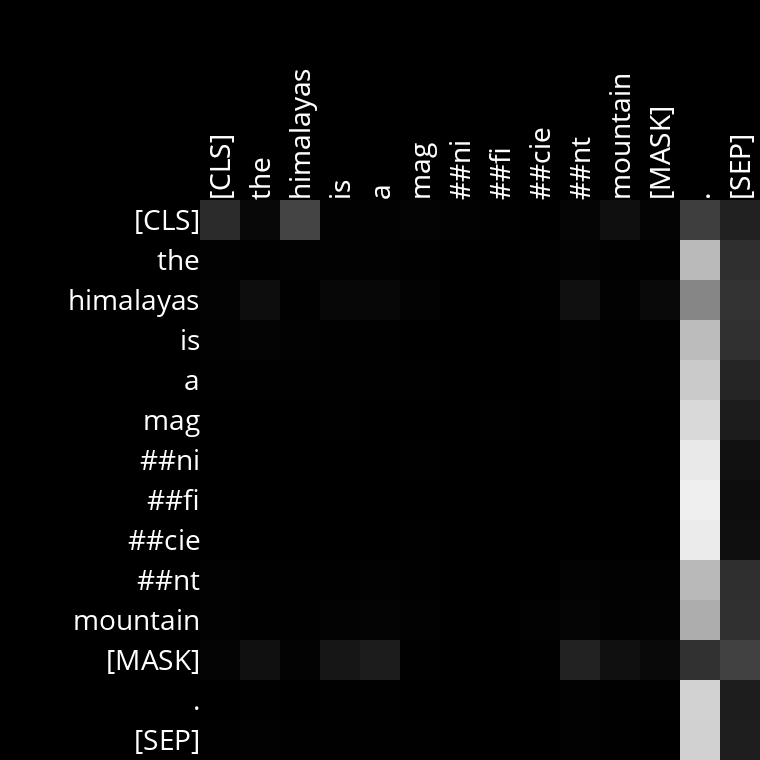 [CLS] the himalayas is a mag ##ni ##fi ##cie ##nt mountain [MASK] . [SEP]
[CLS]
the
himalayas
is
a
mag
##ni
##fi
##cie
##nt
mountain
[MASK]
.
[SEP]